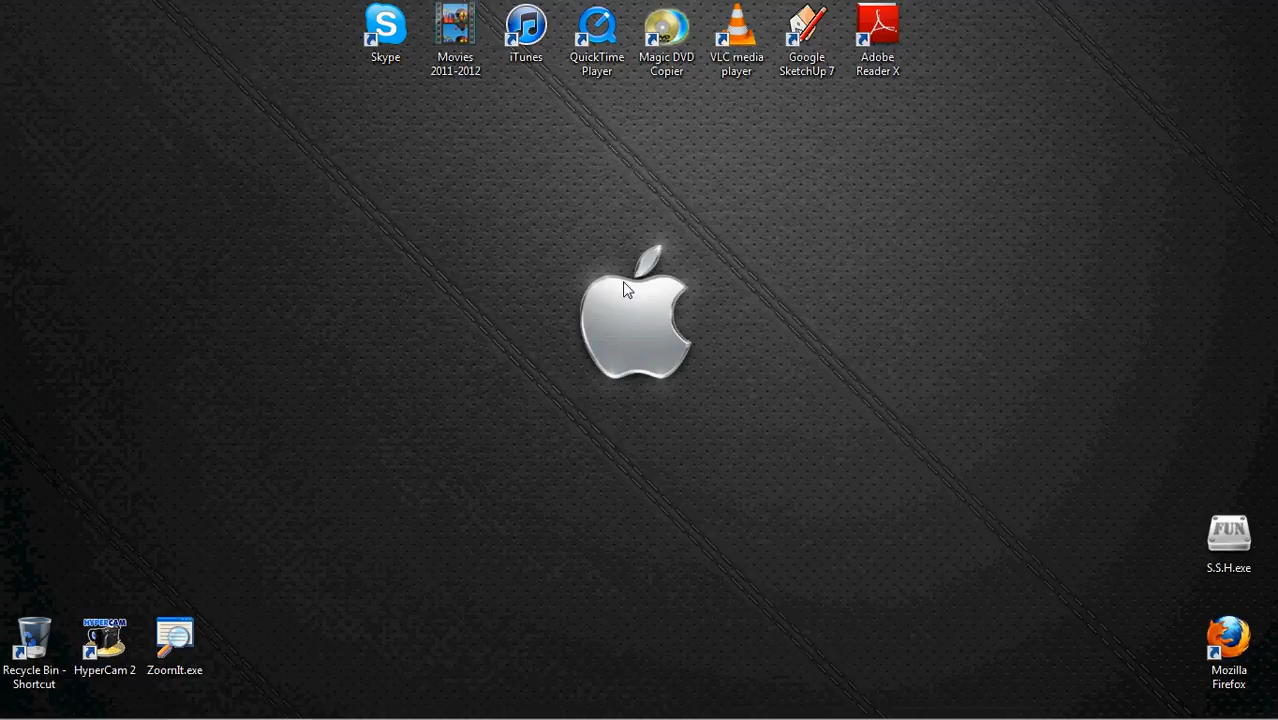 Skype
Movies
2011-2012
iTunes
QuickTime
Player
Magic DVD
Copier
VLC media
player
Google
SketchUp 7
Adobe
Reader X
FUN
S.S.H.exe
Recycle Bin -
Shortcut
HYPERCAM
HyperCam 2
ZoomIt.exe
Mozilla
Firefox